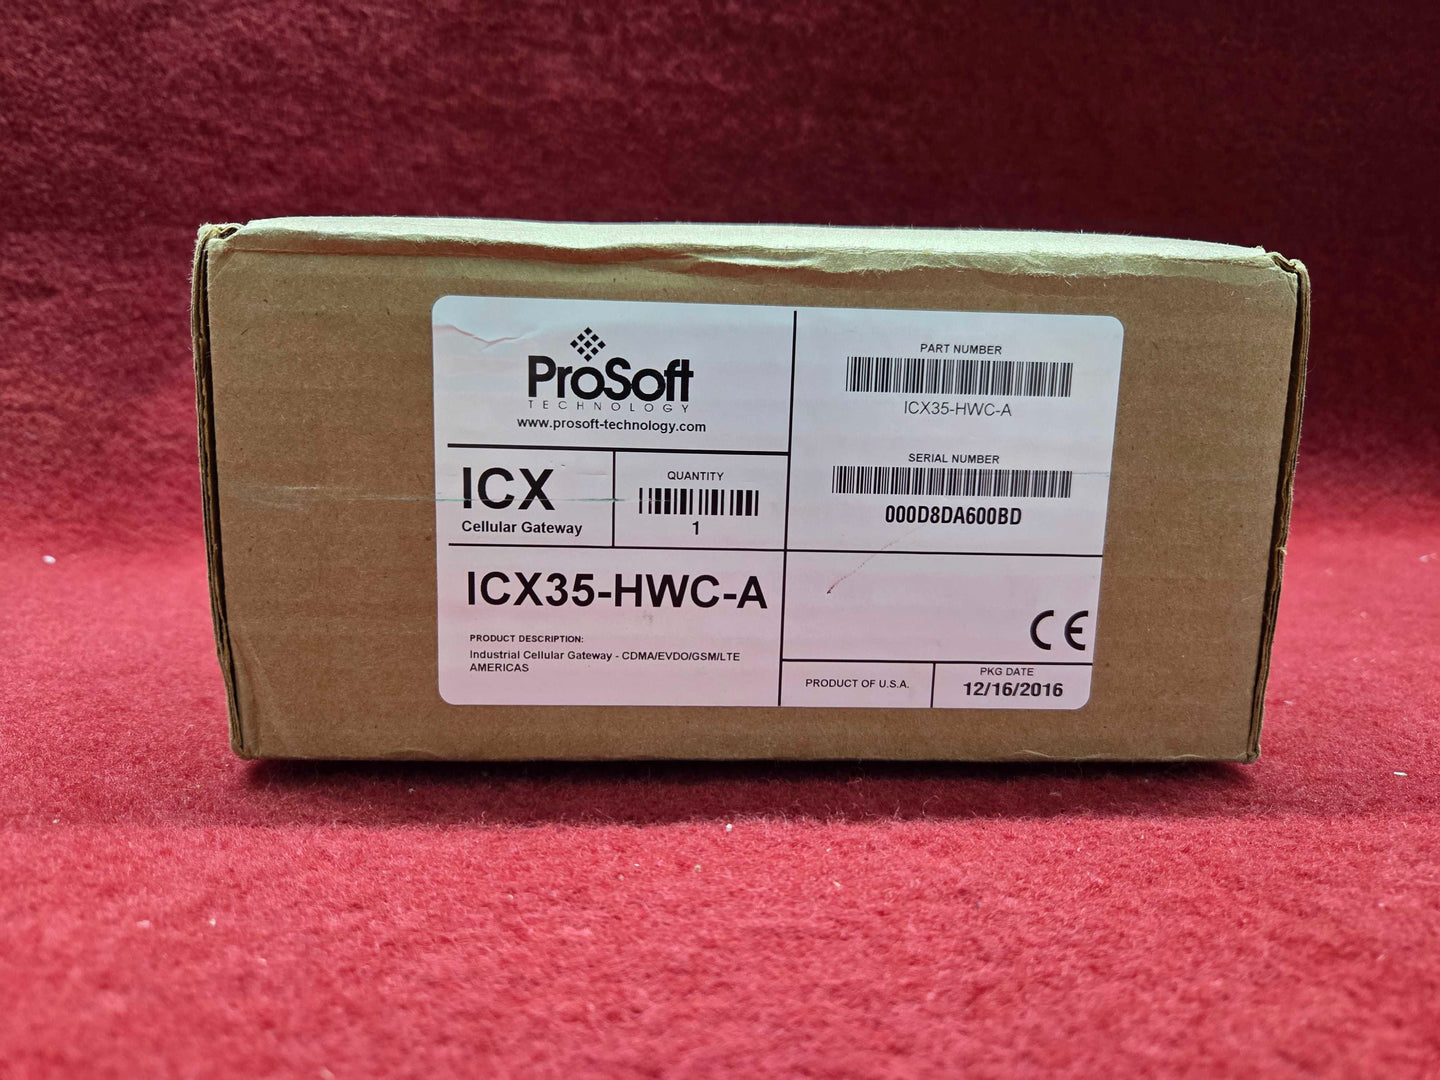 ProSoft
TECHNOLOGY
www.prosoft-technology.com
PART NUMBER
ICX35-HWC-A
SERIAL NUMBER
000D8DA600BD
ICX
Cellular Gateway
QUANTITY
1
ICX35-HWC-A
PRODUCT DESCRIPTION:
Industrial Cellular Gateway - CDMA/EVDO/GSM/LTE
AMERICAS
CE
PRODUCT OF U.S.A.
PKG DATE
12/16/2016